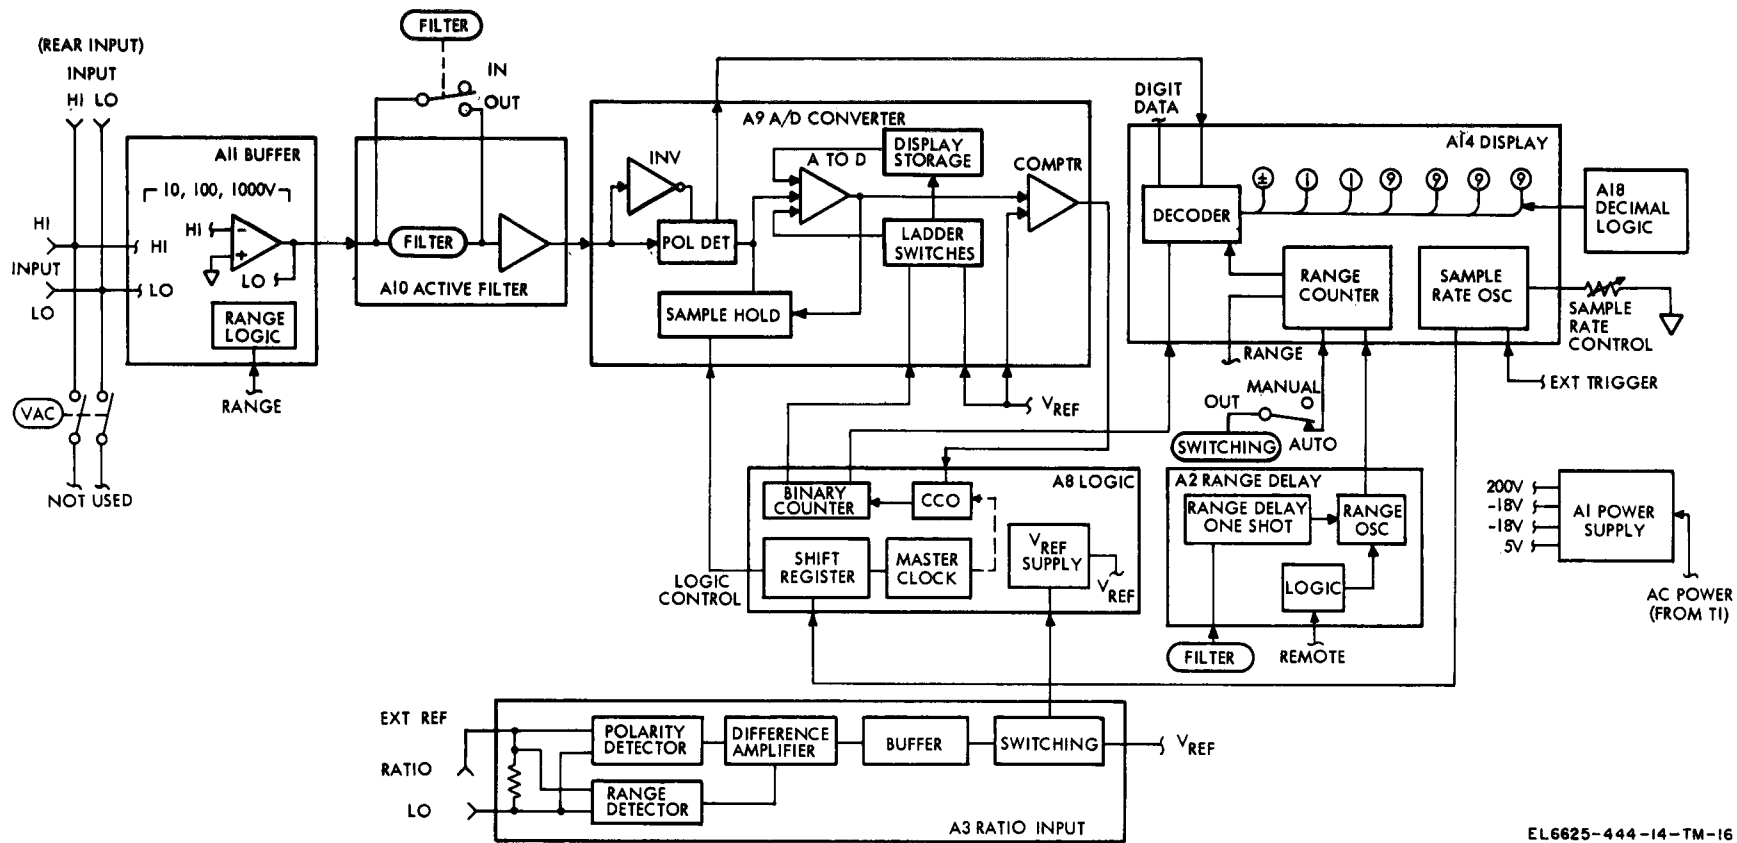 FILTER
(REAR INPUT)
INPUT
HI LO
IN
OUT
A11 BUFFER
10, 100, 1000V
HI
LO
HI
INPUT
LO
HI
LO
RANGE
LOGIC
RANGE
VAC
NOT USED
FILTER
A10 ACTIVE FILTER
A9 A/D CONVERTER
INV
A TO D
DISPLAY
STORAGE
COMPTR
POL DET
LADDER
SWITCHES
SAMPLE HOLD
VREF
DIGIT
DATA
A14 DISPLAY
± 1 1 9 9 9 9
DECODER
RANGE
COUNTER
SAMPLE
RATE OSC
A18
DECIMAL
LOGIC
SAMPLE
RATE
CONTROL
RANGE
EXT TRIGGER
MANUAL
OUT
AUTO
SWITCHING
A8 LOGIC
BINARY
COUNTER
CCO
SHIFT
REGISTER
MASTER
CLOCK
VREF
SUPPLY
VREF
LOGIC
CONTROL
A2 RANGE DELAY
RANGE DELAY
ONE SHOT
RANGE
OSC
LOGIC
FILTER
REMOTE
200V
-18V
-18V
5V
A1 POWER
SUPPLY
AC POWER
(FROM T1)
EXT REF
RATIO
LO
POLARITY
DETECTOR
DIFFERENCE
AMPLIFIER
BUFFER
SWITCHING
VREF
RANGE
DETECTOR
A3 RATIO INPUT
EL6625-444-14-TM-16